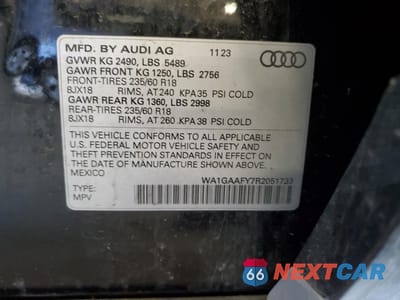 MFD. BY AUDI AG 11 23
GVWR KG 2490, LBS 5489
GAWR FRONT KG 1250, LBS 2756
FRONT-TIRES 235/60 R18
8JX18 RIMS, AT 240 KPA 35 PSI COLD
GAWR REAR KG 1360, LBS 2998
REAR-TIRES 235/60 R18
8JX18 RIMS, AT 260 KPA 38 PSI COLD
THIS VEHICLE CONFORMS TO ALL APPLICABLE
U.S. FEDERAL MOTOR VEHICLE SAFETY
AND THEFT PREVENTION STANDARDS IN EFFECT ON
THE DATE OF MANUFACTURE SHOWN ABOVE.
MEXICO
WA1GAAFY7R2051733
TYPE:
MPV
66 NEXTCAR